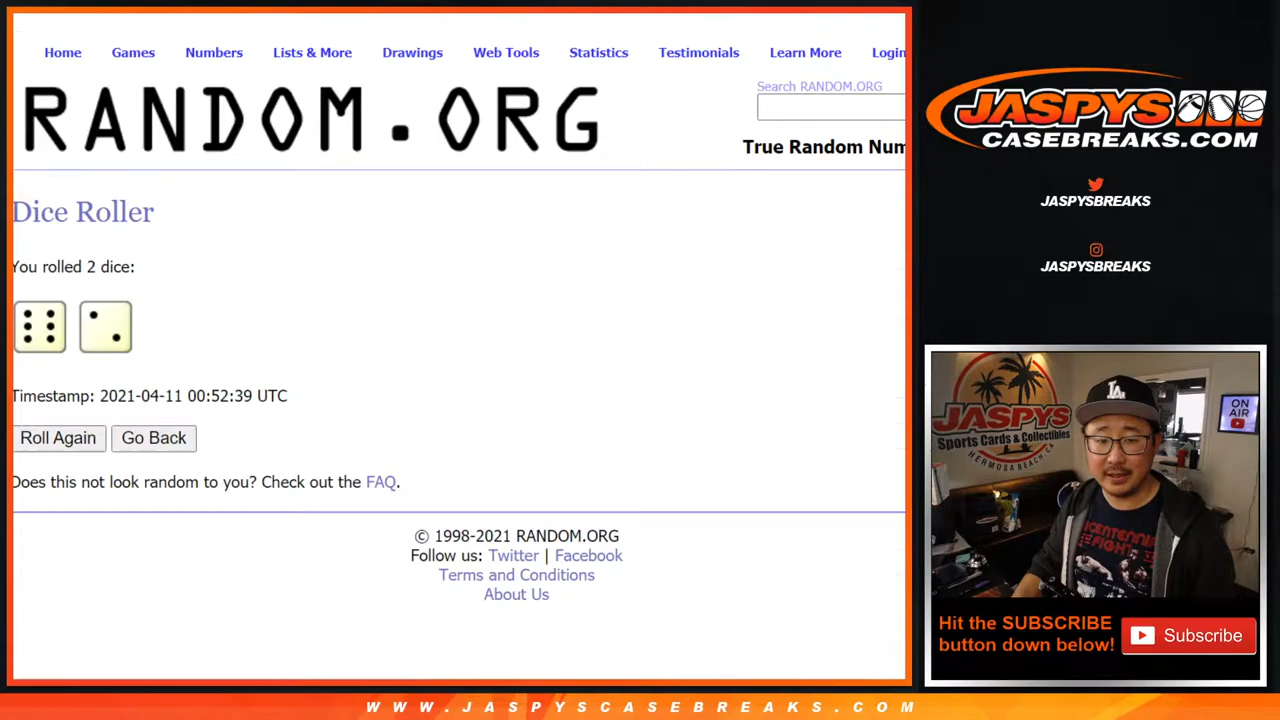 Home Games Numbers Lists & More Drawings Web Tools Statistics Testimonials Learn More Login
RANDOM.ORG
Search RANDOM.ORG
True Random Num
Dice Roller
You rolled 2 dice:
Timestamp: 2021-04-11 00:52:39 UTC
Roll Again Go Back
Does this not look random to you? Check out the FAQ.
© 1998-2021 RANDOM.ORG
Follow us: Twitter | Facebook
Terms and Conditions
About Us
JASPYS
CASEBREAKS.COM
JASPYSBREAKS
JASPYSBREAKS
JASPYS
Sports Cards & Collectibles
HERMOSA BEACH, CA
LA
ON
AIR
BICENTENNIAL
FIGHT
Hit the SUBSCRIBE
button down below!
Subscribe
WWW.JASPYSCASEBREAKS.COM